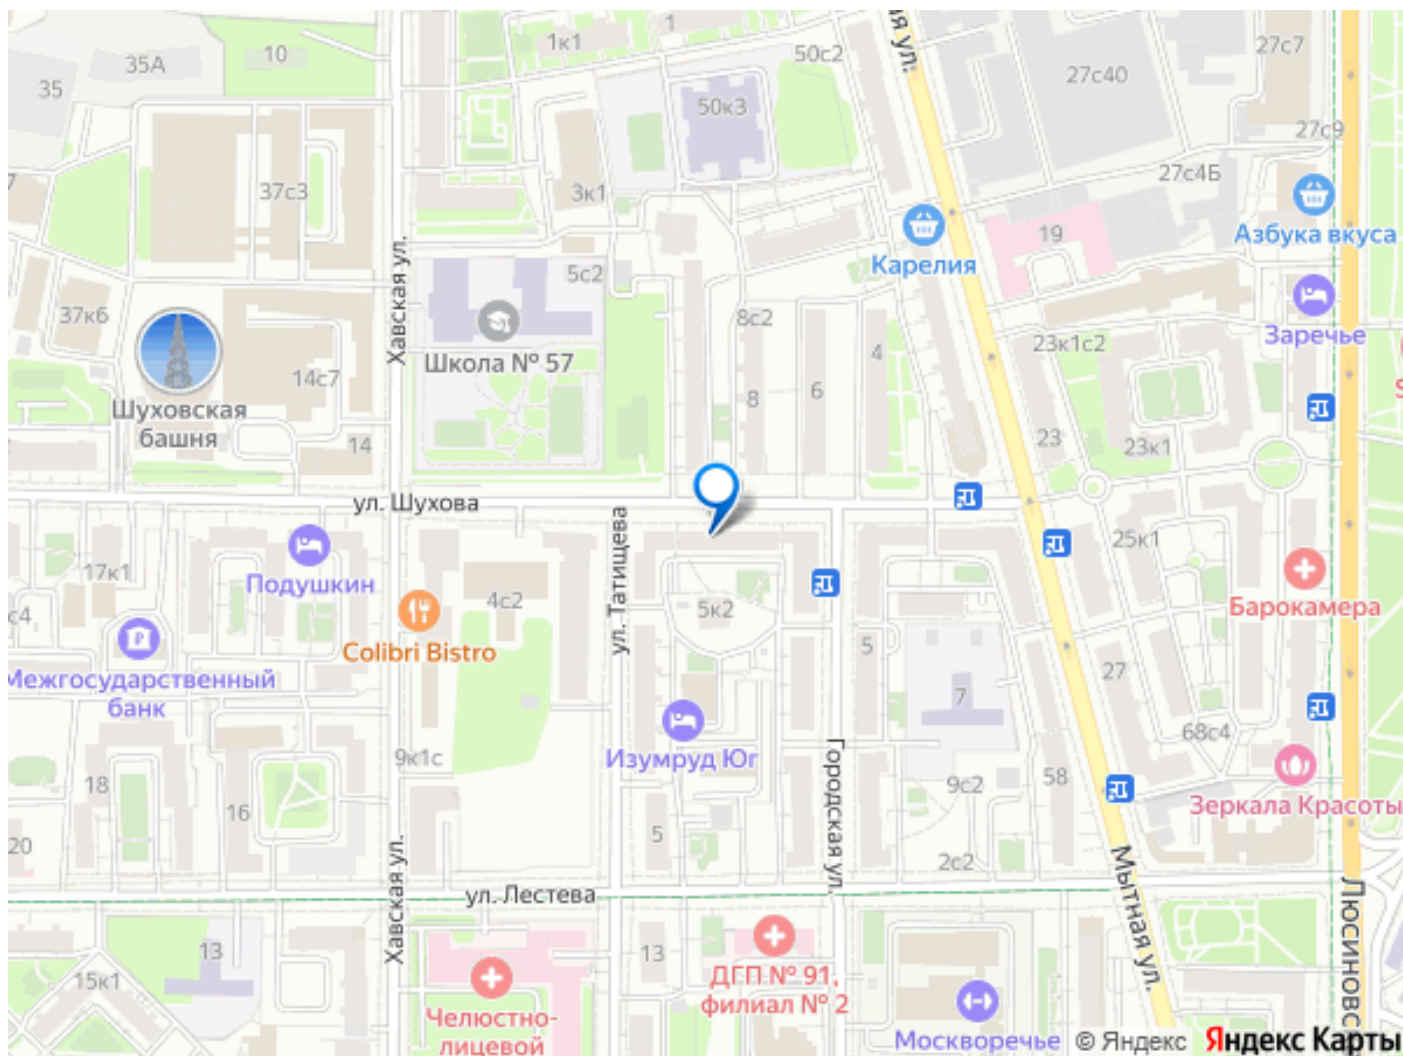 1
1к1
50с2
ая ул.
27с7
35А
10
35
27с40
50к3
27с9
37с3
3к1
27с4Б
Карелия
19
Азбука вкуса
Хавская ул.
5с2
37к6
8с2
Заречье
Школа № 57
4
23к1с2
14с7
Шуховская
башня
8
6
14
23
23к1
ул. Шухова
ул. Татищева
25к1
17к1
Подушкин
4с2
5к2
с4
Барокамера
Colibri Bistro
5
27
Межгосударственный
банк
7
68с4
9к1с
Изумруд Юг
Городская ул.
58
9с2
18
16
Зеркала Красоты
5
20
2с2
Хавская ул.
ул. Лестева
Мытная ул.
Люсиновс
13
13
15к1
ДГП № 91,
филиал № 2
Челюстно-
лицевой
Москворечье
© Яндекс Яндекс Карты